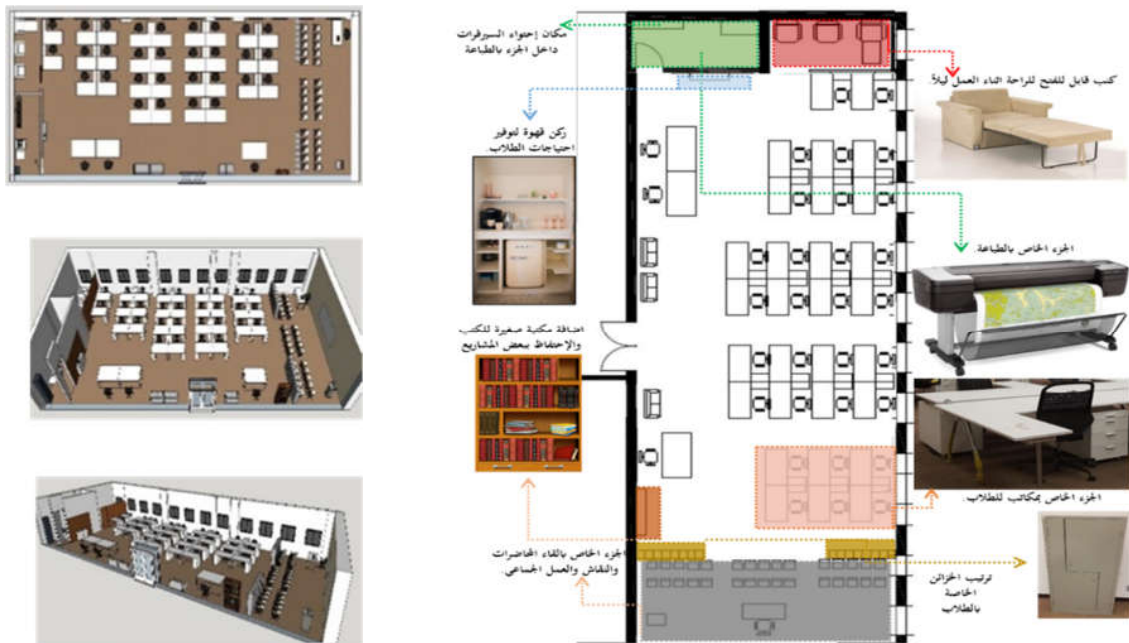 مكان إحتواء السيرفرات
داخل الجزء بالطباعة
كنب قابل للفتح للراحة اثناء العمل ليلاً.
ركن قهوة لتوفير
احتياجات الطلاب.
الجزء الخاص بالطباعة.
اضافة مكتبة صغيرة للكتب
والإحتفاظ ببعض المشاريع
الجزء الخاص بمكاتب للطلاب.
الجزء الخاص بالقاء المحاضرات
والنقاش والعمل الجماعى.
ترتيب الخزائن
الخاصة
بالطلاب